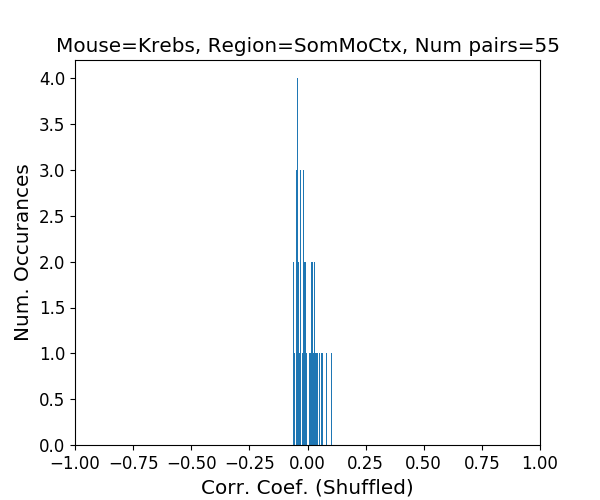 Mouse=Krebs, Region=SomMoCtx, Num pairs=55
4.0
3.5
3.0
2.5
2.0
1.5
1.0
0.5
0.0
Num. Occurances
−1.00 −0.75 −0.50 −0.25 0.00 0.25 0.50 0.75 1.00
Corr. Coef. (Shuffled)